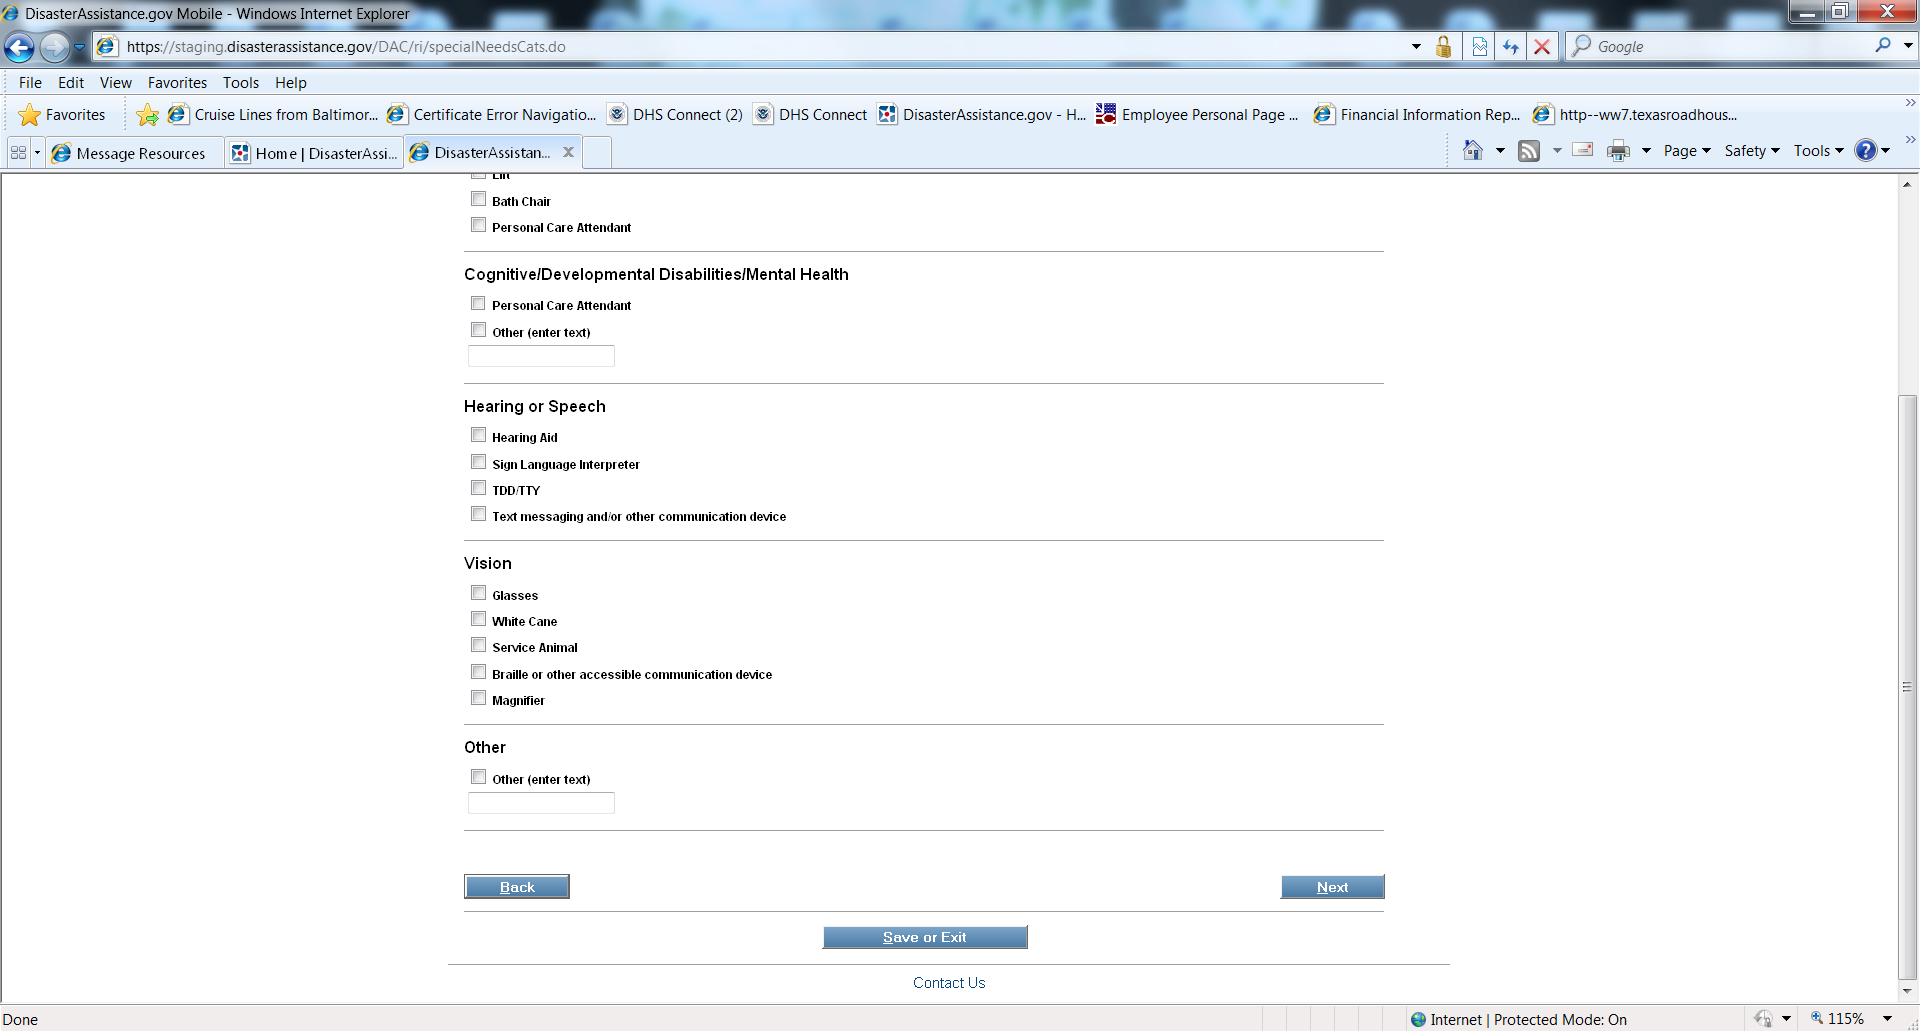 DisasterAssistance.gov Mobile - Windows Internet Explorer
https://staging.disasterassistance.gov/DAC/ri/specialNeedsCats.do
Google
File Edit View Favorites Tools Help
Favorites Cruise Lines from Baltimor... Certificate Error Navigatio... DHS Connect (2) DHS Connect DisasterAssistance.gov - H... Employee Personal Page ... Financial Information Rep... http--ww7.texasroadhous...
Message Resources Home | DisasterAssi... DisasterAssistan... Page Safety Tools
Lift
Bath Chair
Personal Care Attendant
Cognitive/Developmental Disabilities/Mental Health
Personal Care Attendant
Other (enter text)
Hearing or Speech
Hearing Aid
Sign Language Interpreter
TDD/TTY
Text messaging and/or other communication device
Vision
Glasses
White Cane
Service Animal
Braille or other accessible communication device
Magnifier
Other
Other (enter text)
Back Next
Save or Exit
Contact Us
Done Internet | Protected Mode: On 115%